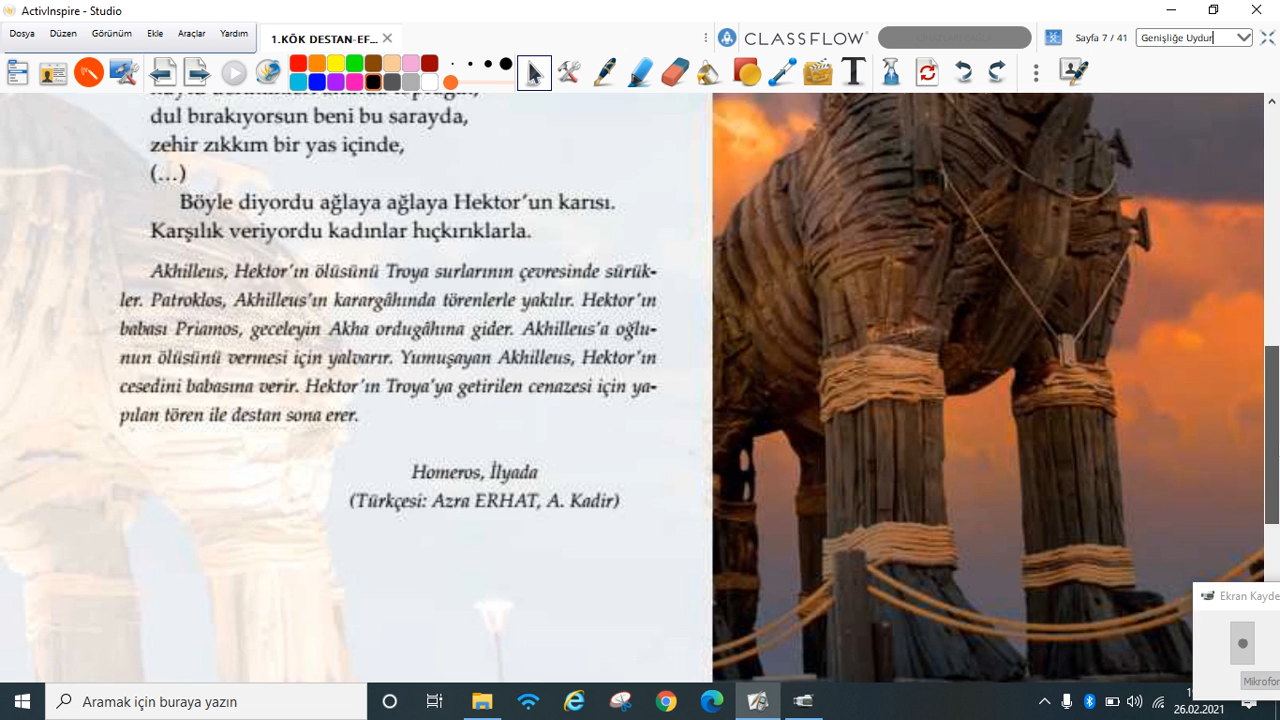 ActivInspire - Studio
Dosya Düzen Görünüm Ekle Araçlar Yardım
1.KÖK DESTAN-EF...
CLASSFLOW
Sayfa 7 / 41
Genişliğe Uydur
dul bırakıyorsun beni bu sarayda,
zehir zıkkım bir yas içinde,
(...)
Böyle diyordu ağlaya ağlaya Hektor'un karısı.
Karşılık veriyordu kadınlar hıçkırıklarla.
Akhilleus, Hektor'ın ölüsünü Troya surlarının çevresinde sürük-
ler. Patroklos, Akhilleus'ın karargâhında törenlerle yakılır. Hektor'ın
babası Priamos, geceleyin Akha ordugâhına gider. Akhilleus'a oğlu-
nun ölüsünü vermesi için yalvarır. Yumuşayan Akhilleus, Hektor'ın
cesedini babasına verir. Hektor'ın Troya'ya getirilen cenazesi için ya-
pılan tören ile destan sona erer.
Homeros, İlyada
(Türkçesi: Azra ERHAT, A. Kadir)
Ekran Kayde
Mikrofon
Aramak için buraya yazın
26.02.2021